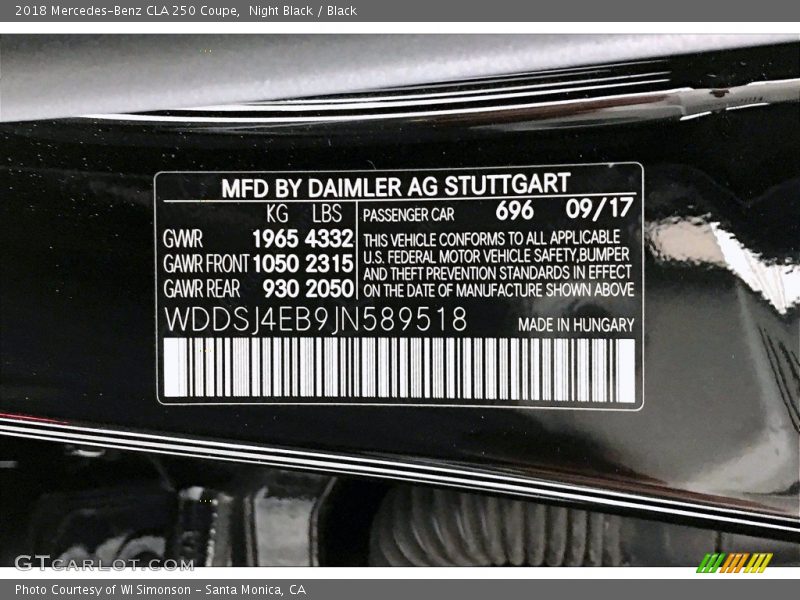 2018 Mercedes-Benz CLA 250 Coupe, Night Black / Black
MFD BY DAIMLER AG STUTTGART
KG LBS
GWR 1965 4332
GAWR FRONT 1050 2315
GAWR REAR 930 2050
PASSENGER CAR 696 09/17
THIS VEHICLE CONFORMS TO ALL APPLICABLE
U.S. FEDERAL MOTOR VEHICLE SAFETY,BUMPER
AND THEFT PREVENTION STANDARDS IN EFFECT
ON THE DATE OF MANUFACTURE SHOWN ABOVE
WDDSJ4EB9JN589518 MADE IN HUNGARY
GTCARLOT.COM
Photo Courtesy of WI Simonson - Santa Monica, CA